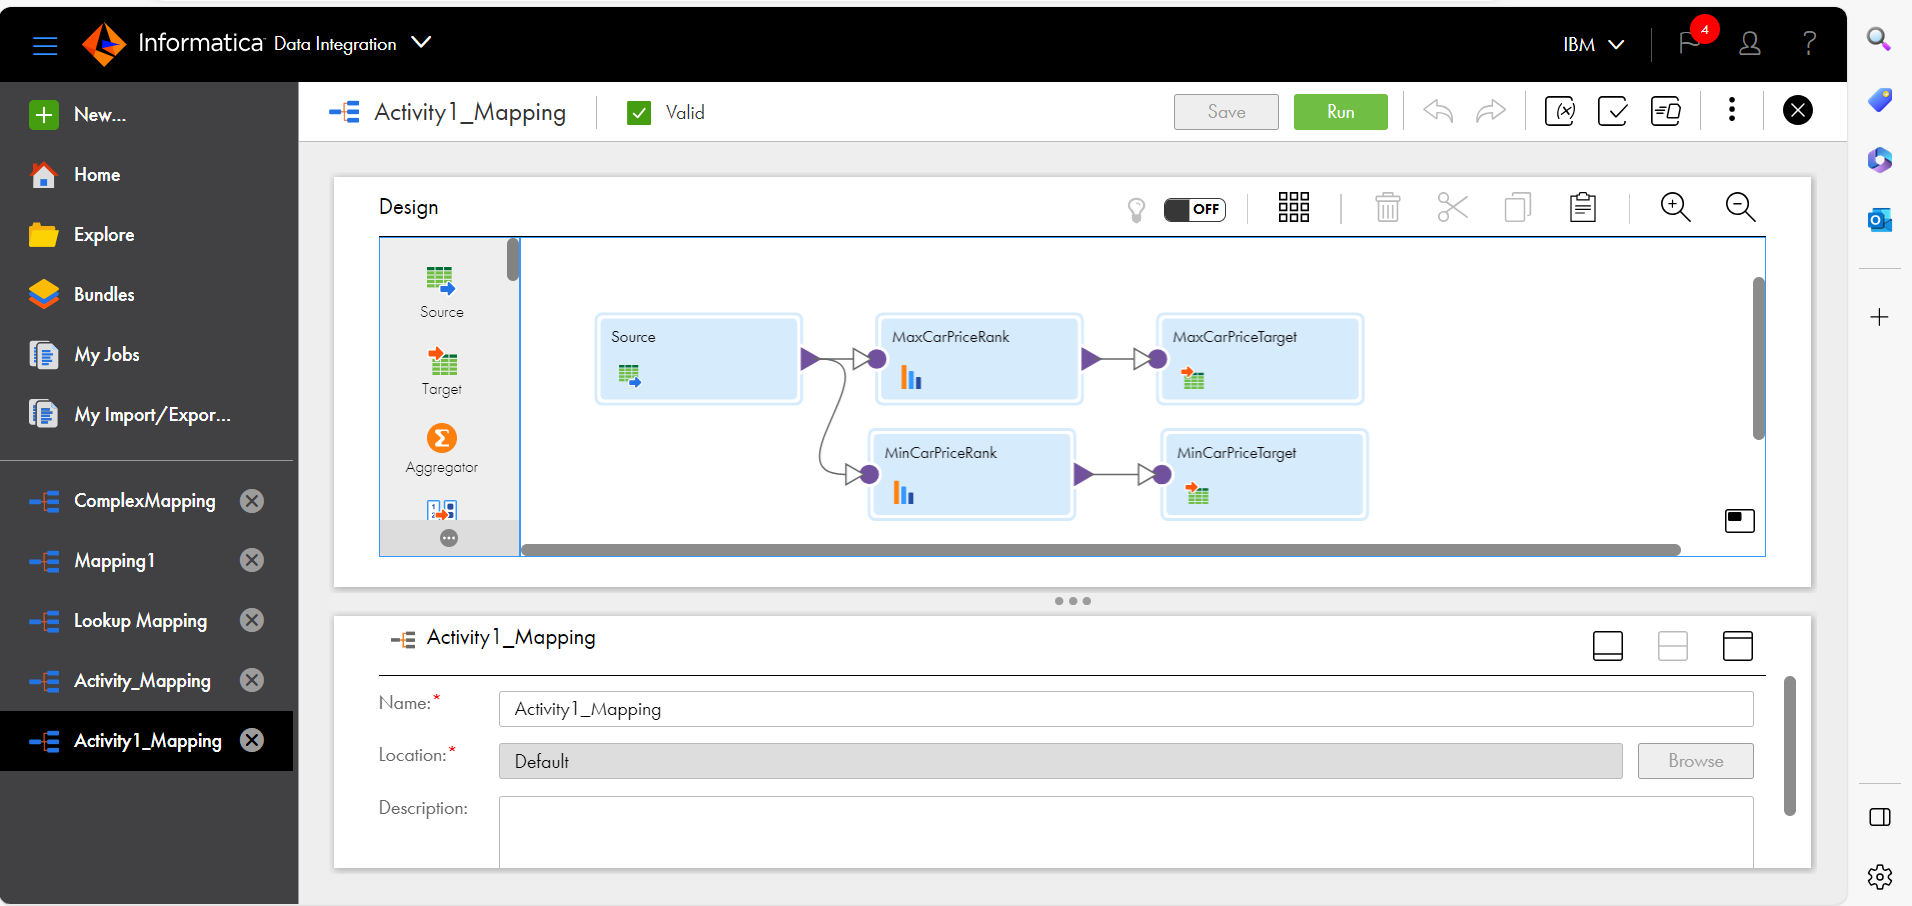 Informatica Data Integration
IBM
4
?
New...
Home
Explore
Bundles
My Jobs
My Import/Expor...
ComplexMapping
Mapping1
Lookup Mapping
Activity_Mapping
Activity1_Mapping
Activity1_Mapping
Valid
Save
Run
Design
OFF
Source
Target
Aggregator
Source
MaxCarPriceRank
MaxCarPriceTarget
MinCarPriceRank
MinCarPriceTarget
Activity1_Mapping
Name:*
Activity1_Mapping
Location:*
Default
Browse
Description: